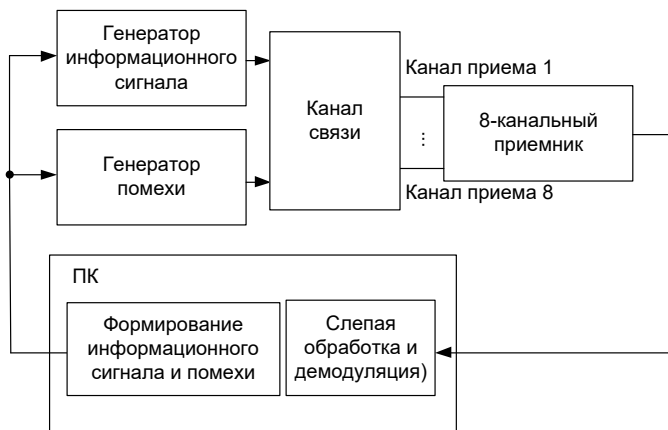 Генератор
информационного
сигнала
Генератор
помехи
Канал
связи
Канал приема 1
...
Канал приема 8
8-канальный
приемник
ПК
Формирование
информационного
сигнала и помехи
Слепая
обработка и
демодуляция)